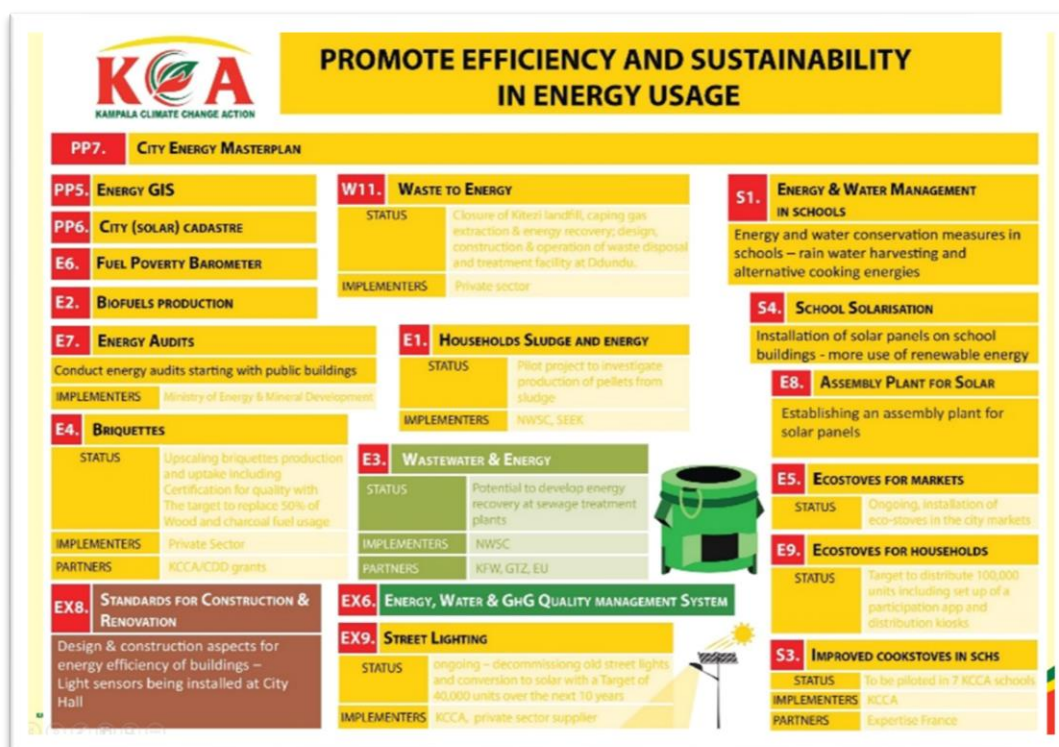 KCA
KAMPALA CLIMATE CHANGE ACTION
PROMOTE EFFICIENCY AND SUSTAINABILITY
IN ENERGY USAGE
PP7. CITY ENERGY MASTERPLAN
PP5. ENERGY GIS
PP6. CITY (SOLAR) CADASTRE
E6. FUEL POVERTY BAROMETER
E2. BIOFUELS PRODUCTION
E7. ENERGY AUDITS
Conduct energy audits starting with public buildings
IMPLEMENTERS Ministry of Energy & Mineral Development
E4. BRIQUETTES
STATUS Upscaling briquettes production
and uptake including
Certification for quality with
The target to replace 50% of
Wood and charcoal fuel usage
IMPLEMENTERS Private Sector
PARTNERS KCCA/CDD grants
EX8. STANDARDS FOR CONSTRUCTION &
RENOVATION
Design & construction aspects for
energy efficiency of buildings –
Light sensors being installed at City
Hall
W11. WASTE TO ENERGY
STATUS Closure of Kitezi landfill, caping gas
extraction & energy recovery; design,
construction & operation of waste disposal
and treatment facility at Ddundu.
IMPLEMENTERS Private sector
E1. HOUSEHOLDS SLUDGE AND ENERGY
STATUS Pilot project to investigate
production of pellets from
sludge
IMPLEMENTERS NWSC, SEEK
E3. WASTEWATER & ENERGY
STATUS Potential to develop energy
recovery at sewage treatment
plants
IMPLEMENTERS NWSC
PARTNERS KFW, GTZ, EU
EX6. ENERGY, WATER & GHG QUALITY MANAGEMENT SYSTEM
EX9. STREET LIGHTING
STATUS ongoing – decommissiong old street lights
and conversion to solar with a Target of
40,000 units over the next 10 years
IMPLEMENTERS KCCA, private sector supplier
S1. ENERGY & WATER MANAGEMENT
IN SCHOOLS
Energy and water conservation measures in
schools – rain water harvesting and
alternative cooking energies
S4. SCHOOL SOLARISATION
Installation of solar panels on school
buildings - more use of renewable energy
E8. ASSEMBLY PLANT FOR SOLAR
Establishing an assembly plant for
solar panels
E5. ECOSTOVES FOR MARKETS
STATUS Ongoing, installation of
eco-stoves in the city markets
E9. ECOSTOVES FOR HOUSEHOLDS
STATUS Target to distribute 100,000
units including set up of a
participation app and
distribution kiosks
S3. IMPROVED COOKSTOVES IN SCHS
STATUS To be piloted in 7 KCCA schools
IMPLEMENTERS KCCA
PARTNERS Expertise France